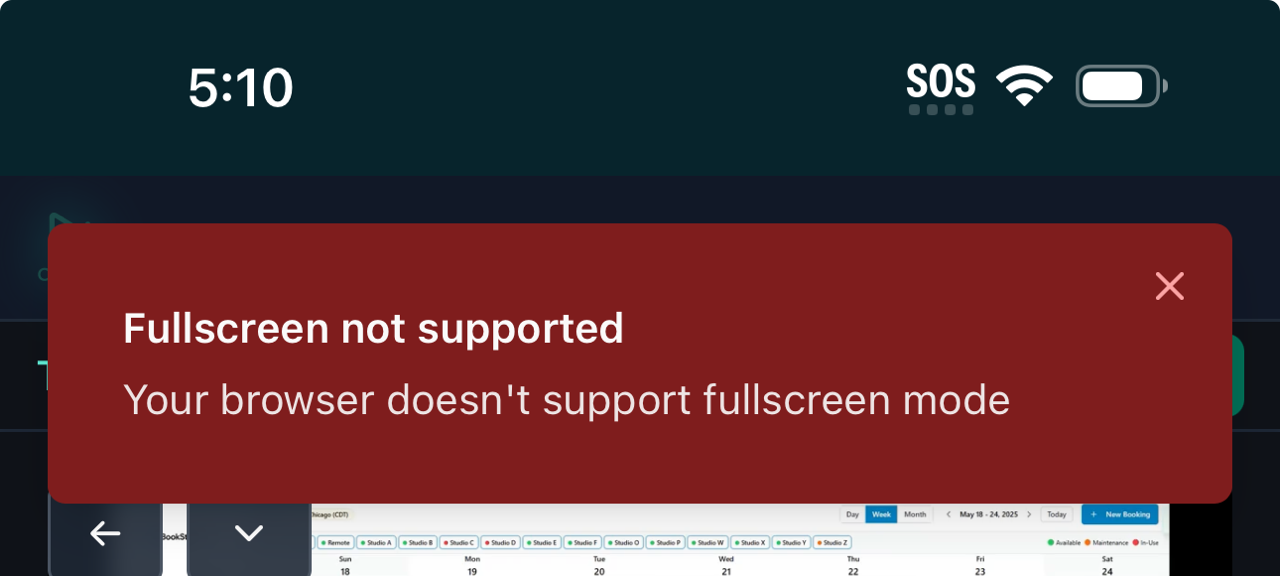 5:10
SOS
Fullscreen not supported
Your browser doesn't support fullscreen mode
hicago (CDT)
Day Week Month
May 18 - 24, 2025
Today
+ New Booking
BookSt
Remote Studio A Studio B Studio C Studio D Studio E Studio F Studio O Studio P Studio W Studio X Studio Y Studio Z
Available Maintenance In-Use
Sun Mon Tue Wed Thu Fri Sat
18 19 20 21 22 23 24